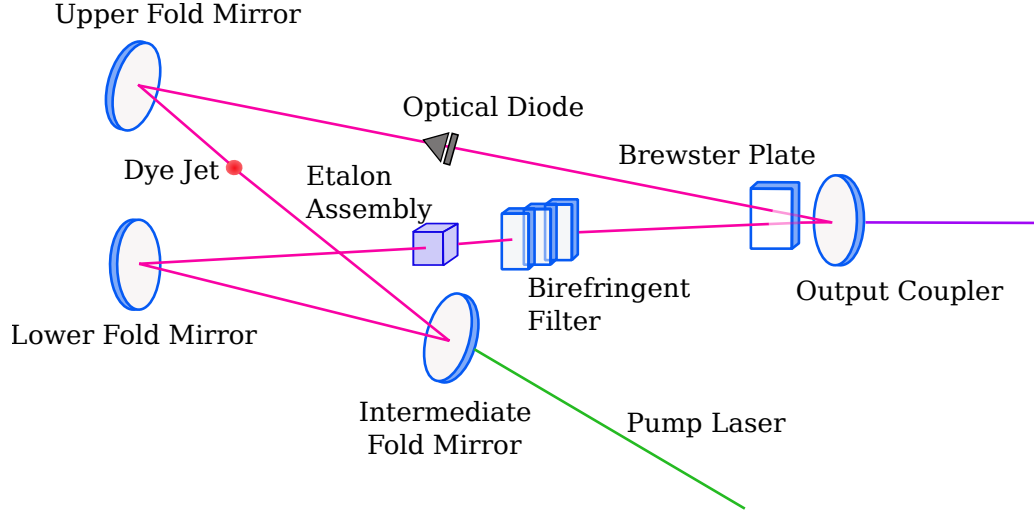 Upper Fold Mirror
Optical Diode
Brewster Plate
Dye Jet
Etalon
Assembly
Birefringent
Filter
Output Coupler
Lower Fold Mirror
Intermediate
Fold Mirror
Pump Laser